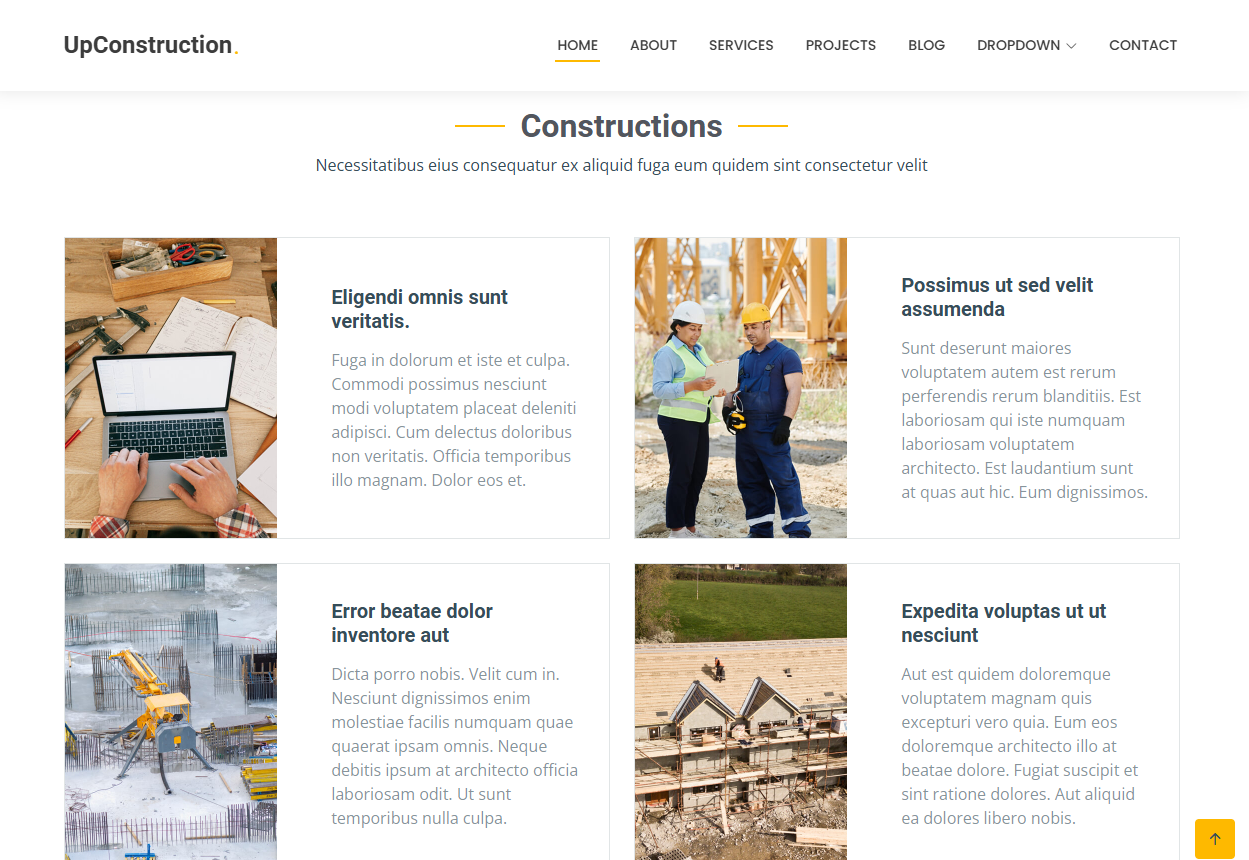 UpConstruction.
HOME ABOUT SERVICES PROJECTS BLOG DROPDOWN CONTACT
Constructions
Necessitatibus eius consequatur ex aliquid fuga eum quidem sint consectetur velit
Eligendi omnis sunt
veritatis.
Fuga in dolorum et iste et culpa.
Commodi possimus nesciunt
modi voluptatem placeat deleniti
adipisci. Cum delectus doloribus
non veritatis. Officia temporibus
illo magnam. Dolor eos et.
Possimus ut sed velit
assumenda
Sunt deserunt maiores
voluptatem autem est rerum
perferendis rerum blanditiis. Est
laboriosam qui iste numquam
laboriosam voluptatem
architecto. Est laudantium sunt
at quas aut hic. Eum dignissimos.
Error beatae dolor
inventore aut
Dicta porro nobis. Velit cum in.
Nesciunt dignissimos enim
molestiae facilis numquam quae
quaerat ipsam omnis. Neque
debitis ipsum at architecto officia
laboriosam odit. Ut sunt
temporibus nulla culpa.
Expedita voluptas ut ut
nesciunt
Aut est quidem doloremque
voluptatem magnam quis
excepturi vero quia. Eum eos
doloremque architecto illo at
beatae dolore. Fugiat suscipit et
sint ratione dolores. Aut aliquid
ea dolores libero nobis.